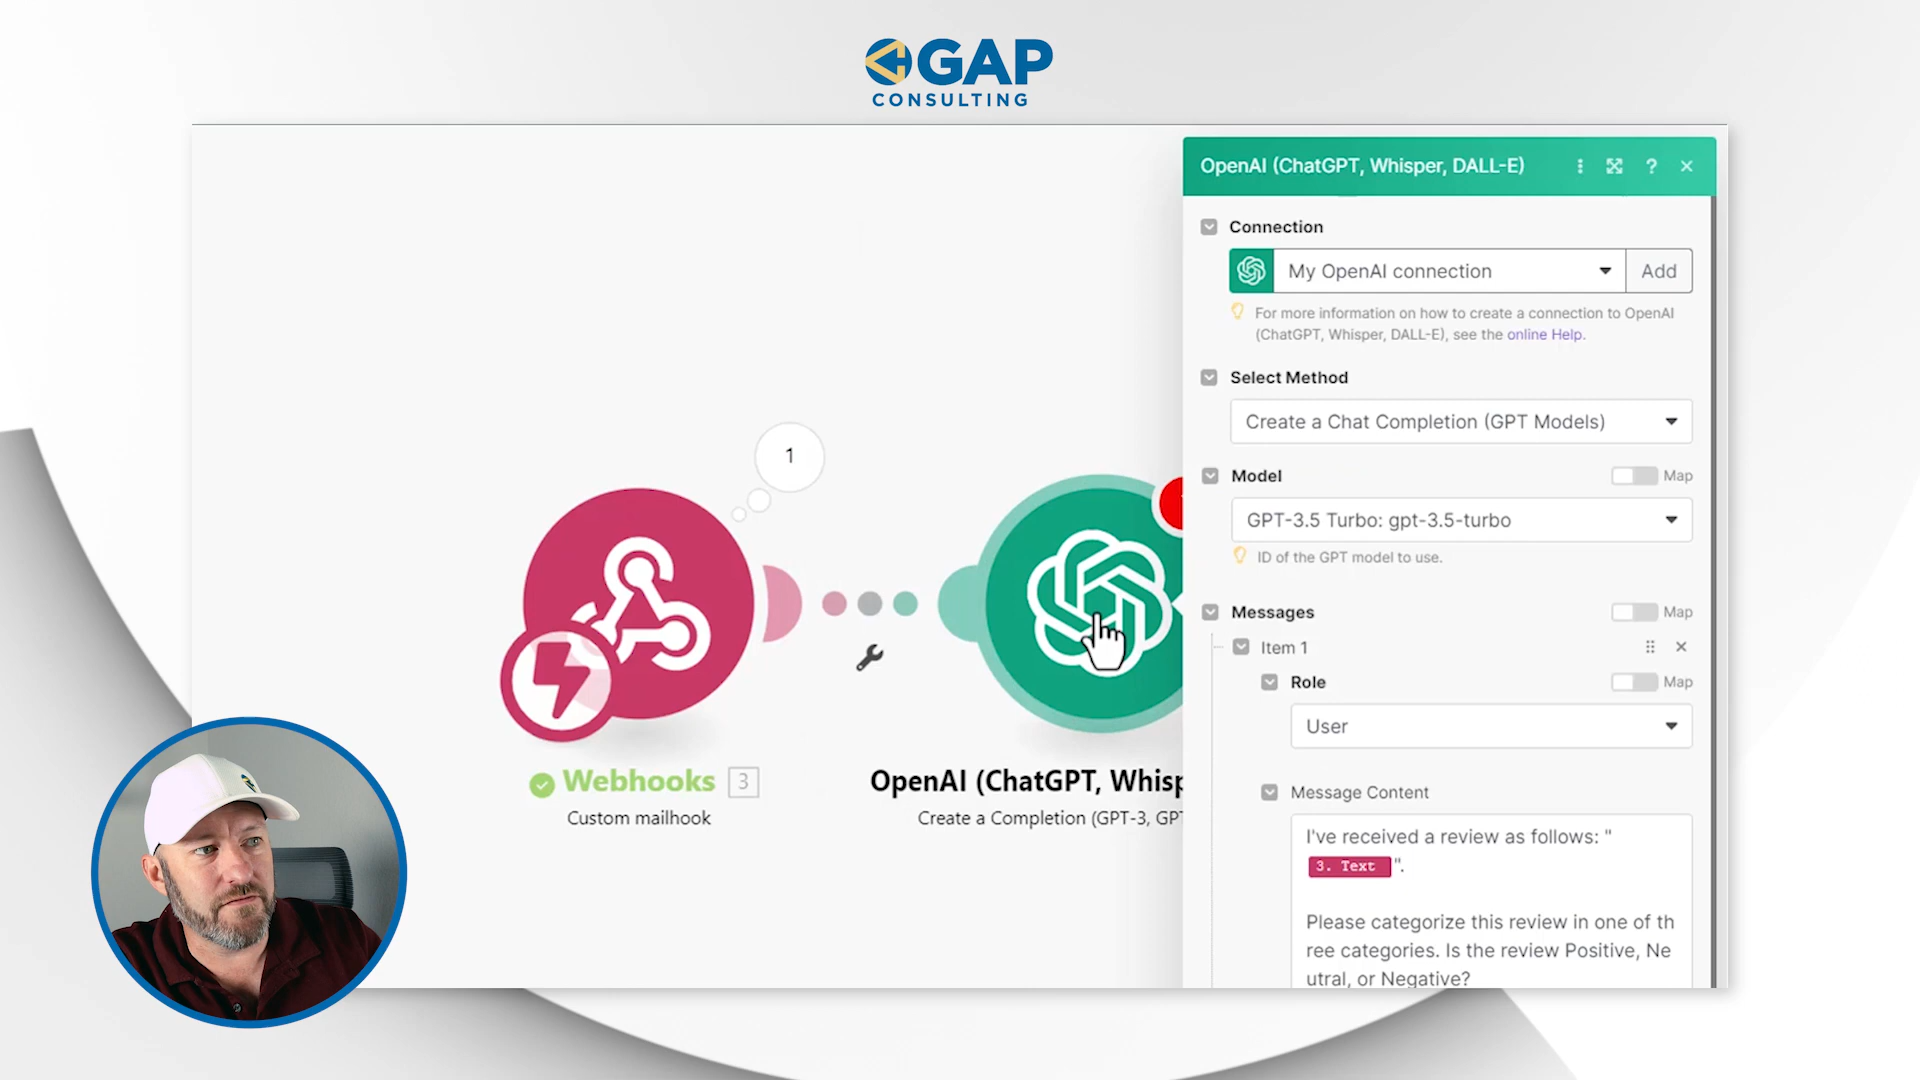 GAP
CONSULTING
OpenAI (ChatGPT, Whisper, DALL-E)
?
Connection
My OpenAI connection
Add
For more information on how to create a connection to OpenAI
(ChatGPT, Whisper, DALL-E), see the online Help.
Select Method
Create a Chat Completion (GPT Models)
Model
Map
GPT-3.5 Turbo: gpt-3.5-turbo
ID of the GPT model to use.
Messages
Map
Item 1
Role
Map
User
Message Content
I've received a review as follows: "
3. Text ".
Please categorize this review in one of th
ree categories. Is the review Positive, Ne
utral, or Negative?
1
Webhooks 3
Custom mailhook
OpenAI (ChatGPT, Whisp
Create a Completion (GPT-3, GPT